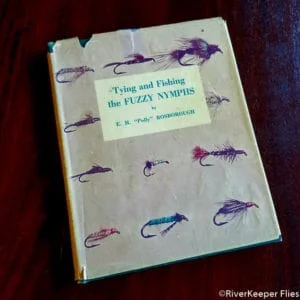 Tying and Fishing
the FUZZY NYMPHS
by
E. H. "Polly" ROSBOROUGH
©RiverKeeper Flies